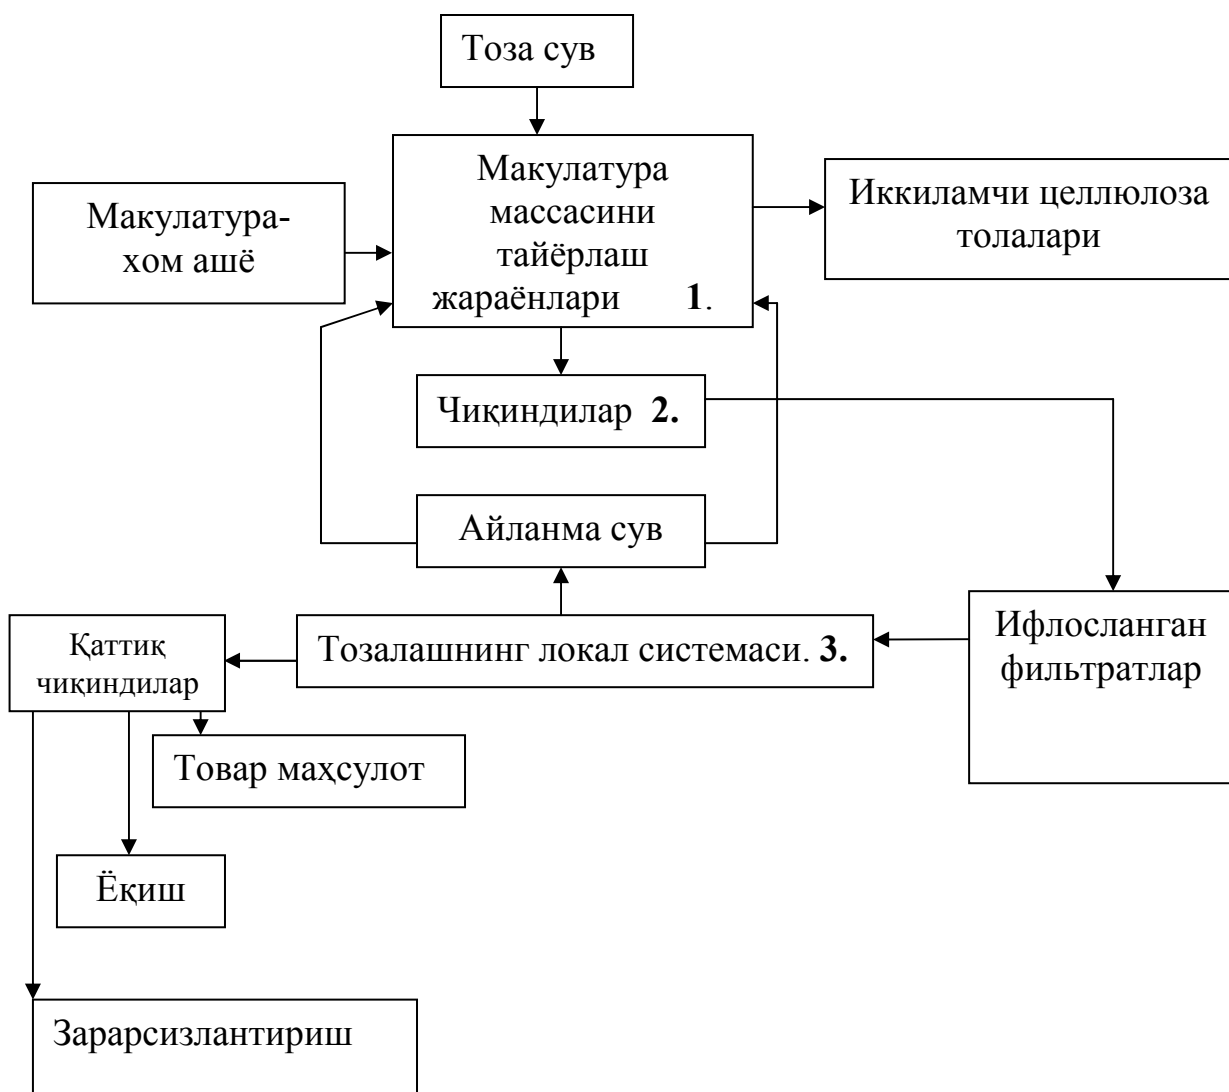 Тоза сув
Макулатура
массасини
тайёрлаш
жараёнлари 1.
Макулатура-
хом ашё
Иккиламчи целлюлоза
толалари
Чиқиндилар 2.
Айланма сув
Тозалашнинг локал системаси. 3.
Ифлосланган
фильтратлар
Қаттиқ
чиқиндилар
Товар маҳсулот
Ёқиш
Зарарсизлантириш